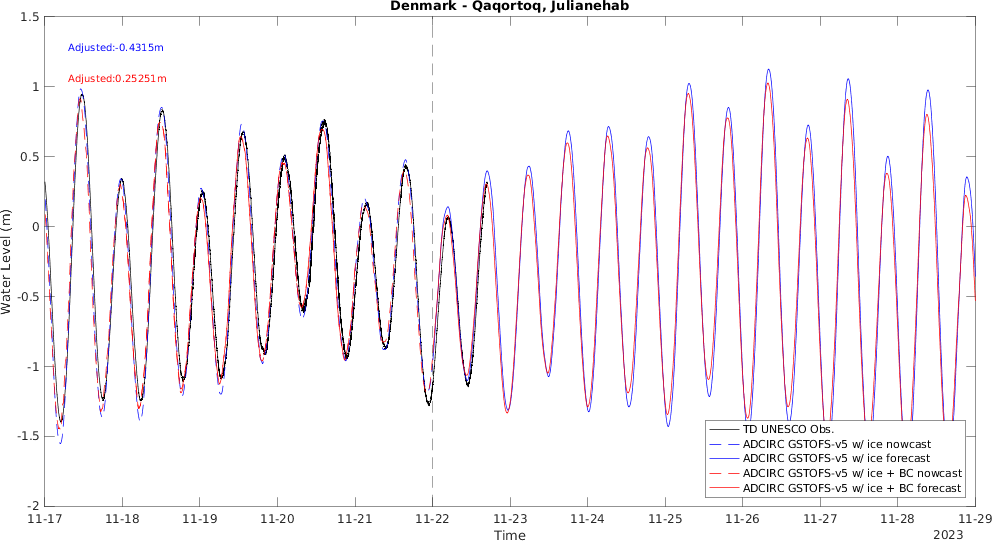 Denmark - Qaqortoq, Julianehab
Adjusted:-0.4315m
Adjusted:0.25251m
Water Level (m)
1.5
1
0.5
0
-0.5
-1
-1.5
-2
TD UNESCO Obs.
ADCIRC GSTOFS-v5 w/ ice nowcast
ADCIRC GSTOFS-v5 w/ ice forecast
ADCIRC GSTOFS-v5 w/ ice + BC nowcast
ADCIRC GSTOFS-v5 w/ ice + BC forecast
11-17 11-18 11-19 11-20 11-21 11-22 11-23 11-24 11-25 11-26 11-27 11-28 11-29
Time
2023